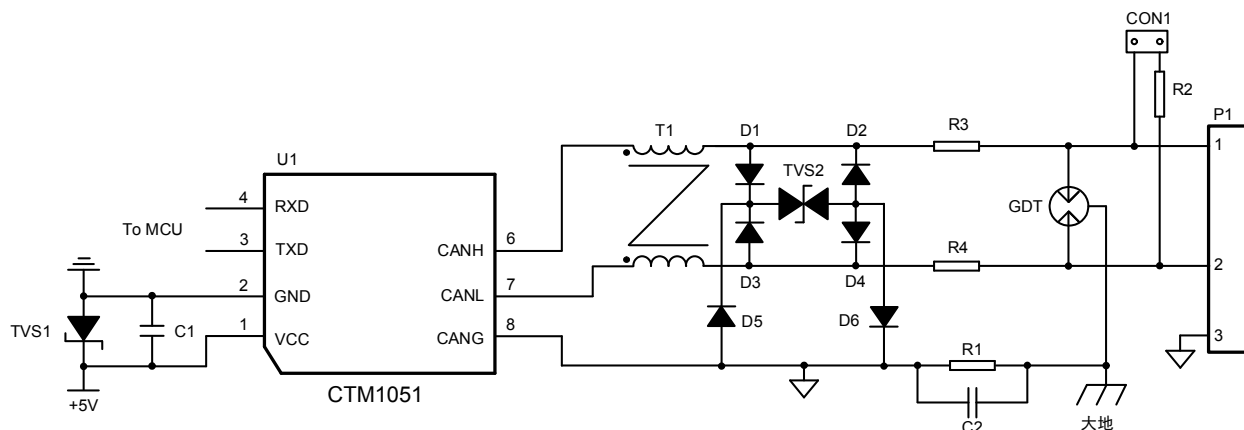 CON1
R2
P1
T1
D1
D2
R3
1
U1
TVS2
4
RXD
GDT
To MCU
3
TXD
CANH
6
R4
2
2
GND
CANL
7
D3
D4
TVS1
C1
1
VCC
CANG
8
D5
D6
3
R1
CTM1051
+5V
C2
大地